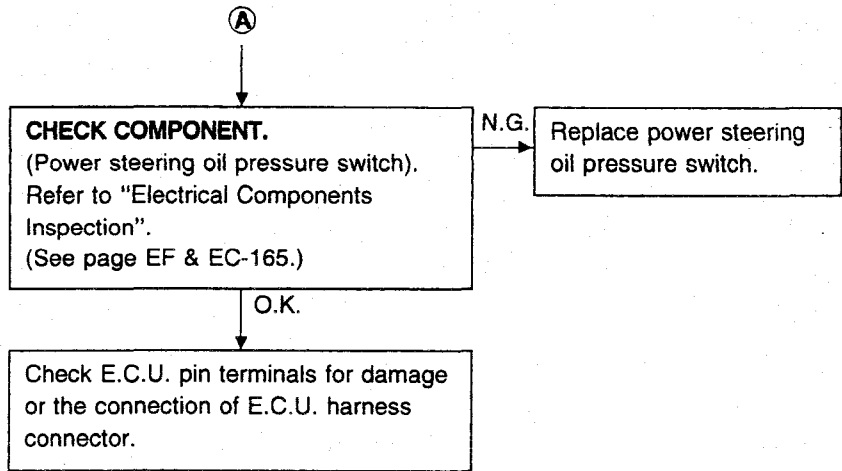 A
CHECK COMPONENT.
(Power steering oil pressure switch).
Refer to "Electrical Components
Inspection".
(See page EF & EC-165.)
N.G.
Replace power steering
oil pressure switch.
O.K.
Check E.C.U. pin terminals for damage
or the connection of E.C.U. harness
connector.